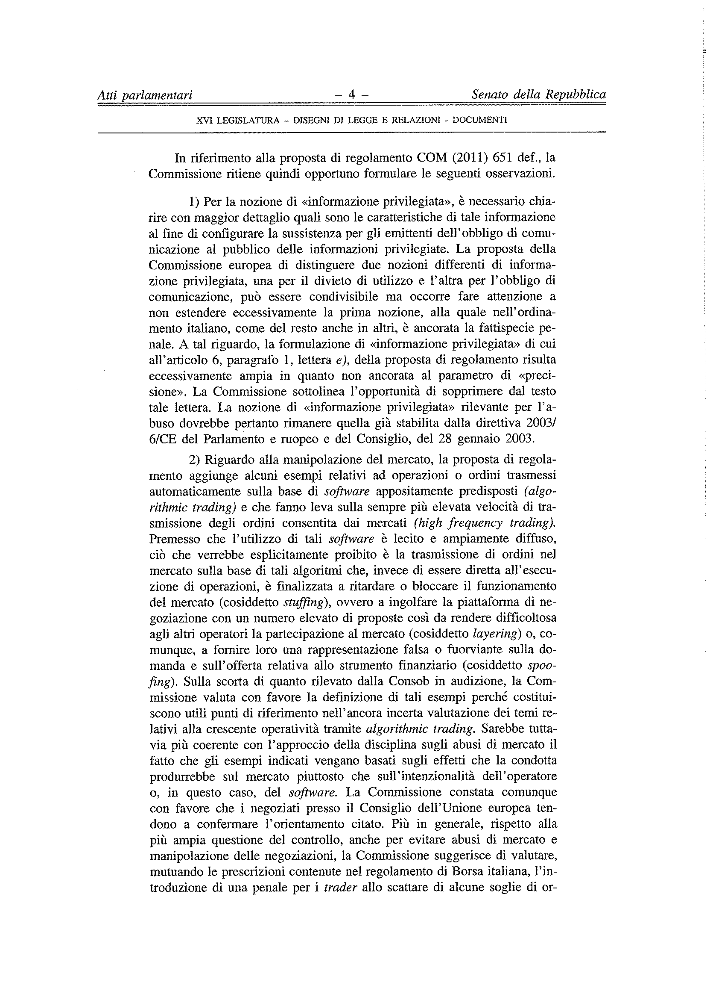 Atti parlamentari – 4 – Senato della Repubblica
XVI LEGISLATURA – DISEGNI DI LEGGE E RELAZIONI - DOCUMENTI
In riferimento alla proposta di regolamento COM (2011) 651 def., la
Commissione ritiene quindi opportuno formulare le seguenti osservazioni.
1) Per la nozione di «informazione privilegiata», è necessario chia-
rire con maggior dettaglio quali sono le caratteristiche di tale informazione
al fine di configurare la sussistenza per gli emittenti dell'obbligo di comu-
nicazione al pubblico delle informazioni privilegiate. La proposta della
Commissione europea di distinguere due nozioni differenti di informa-
zione privilegiata, una per il divieto di utilizzo e l'altra per l'obbligo di
comunicazione, può essere condivisibile ma occorre fare attenzione a
non estendere eccessivamente la prima nozione, alla quale nell'ordina-
mento italiano, come del resto anche in altri, è ancorata la fattispecie pe-
nale. A tal riguardo, la formulazione di «informazione privilegiata» di cui
all'articolo 6, paragrafo 1, lettera e), della proposta di regolamento risulta
eccessivamente ampia in quanto non ancorata al parametro di «preci-
sione». La Commissione sottolinea l'opportunità di sopprimere dal testo
tale lettera. La nozione di «informazione privilegiata» rilevante per l'a-
buso dovrebbe pertanto rimanere quella già stabilita dalla direttiva 2003/
6/CE del Parlamento e ruopeo e del Consiglio, del 28 gennaio 2003.
2) Riguardo alla manipolazione del mercato, la proposta di regola-
mento aggiunge alcuni esempi relativi ad operazioni o ordini trasmessi
automaticamente sulla base di software appositamente predisposti (algo-
rithmic trading) e che fanno leva sulla sempre più elevata velocità di tra-
smissione degli ordini consentita dai mercati (high frequency trading).
Premesso che l'utilizzo di tali software è lecito e ampiamente diffuso,
ciò che verrebbe esplicitamente proibito è la trasmissione di ordini nel
mercato sulla base di tali algoritmi che, invece di essere diretta all'esecu-
zione di operazioni, è finalizzata a ritardare o bloccare il funzionamento
del mercato (cosiddetto stuffing), ovvero a ingolfare la piattaforma di ne-
goziazione con un numero elevato di proposte così da rendere difficoltosa
agli altri operatori la partecipazione al mercato (cosiddetto layering) o, co-
munque, a fornire loro una rappresentazione falsa o fuorviante sulla do-
manda e sull'offerta relativa allo strumento finanziario (cosiddetto spoo-
fing). Sulla scorta di quanto rilevato dalla Consob in audizione, la Com-
missione valuta con favore la definizione di tali esempi perché costitui-
scono utili punti di riferimento nell'ancora incerta valutazione dei temi re-
lativi alla crescente operatività tramite algorithmic trading. Sarebbe tutta-
via più coerente con l'approccio della disciplina sugli abusi di mercato il
fatto che gli esempi indicati vengano basati sugli effetti che la condotta
produrrebbe sul mercato piuttosto che sull'intenzionalità dell'operatore
o, in questo caso, del software. La Commissione constata comunque
con favore che i negoziati presso il Consiglio dell'Unione europea ten-
dono a confermare l'orientamento citato. Più in generale, rispetto alla
più ampia questione del controllo, anche per evitare abusi di mercato e
manipolazione delle negoziazioni, la Commissione suggerisce di valutare,
mutuando le prescrizioni contenute nel regolamento di Borsa italiana, l'in-
troduzione di una penale per i trader allo scattare di alcune soglie di or-